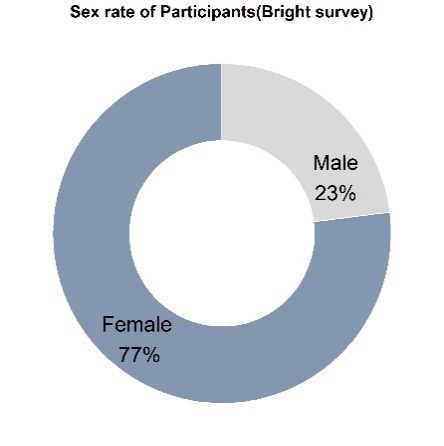 Sex rate of Participants(Bright survey)
Male
23%
Female
77%